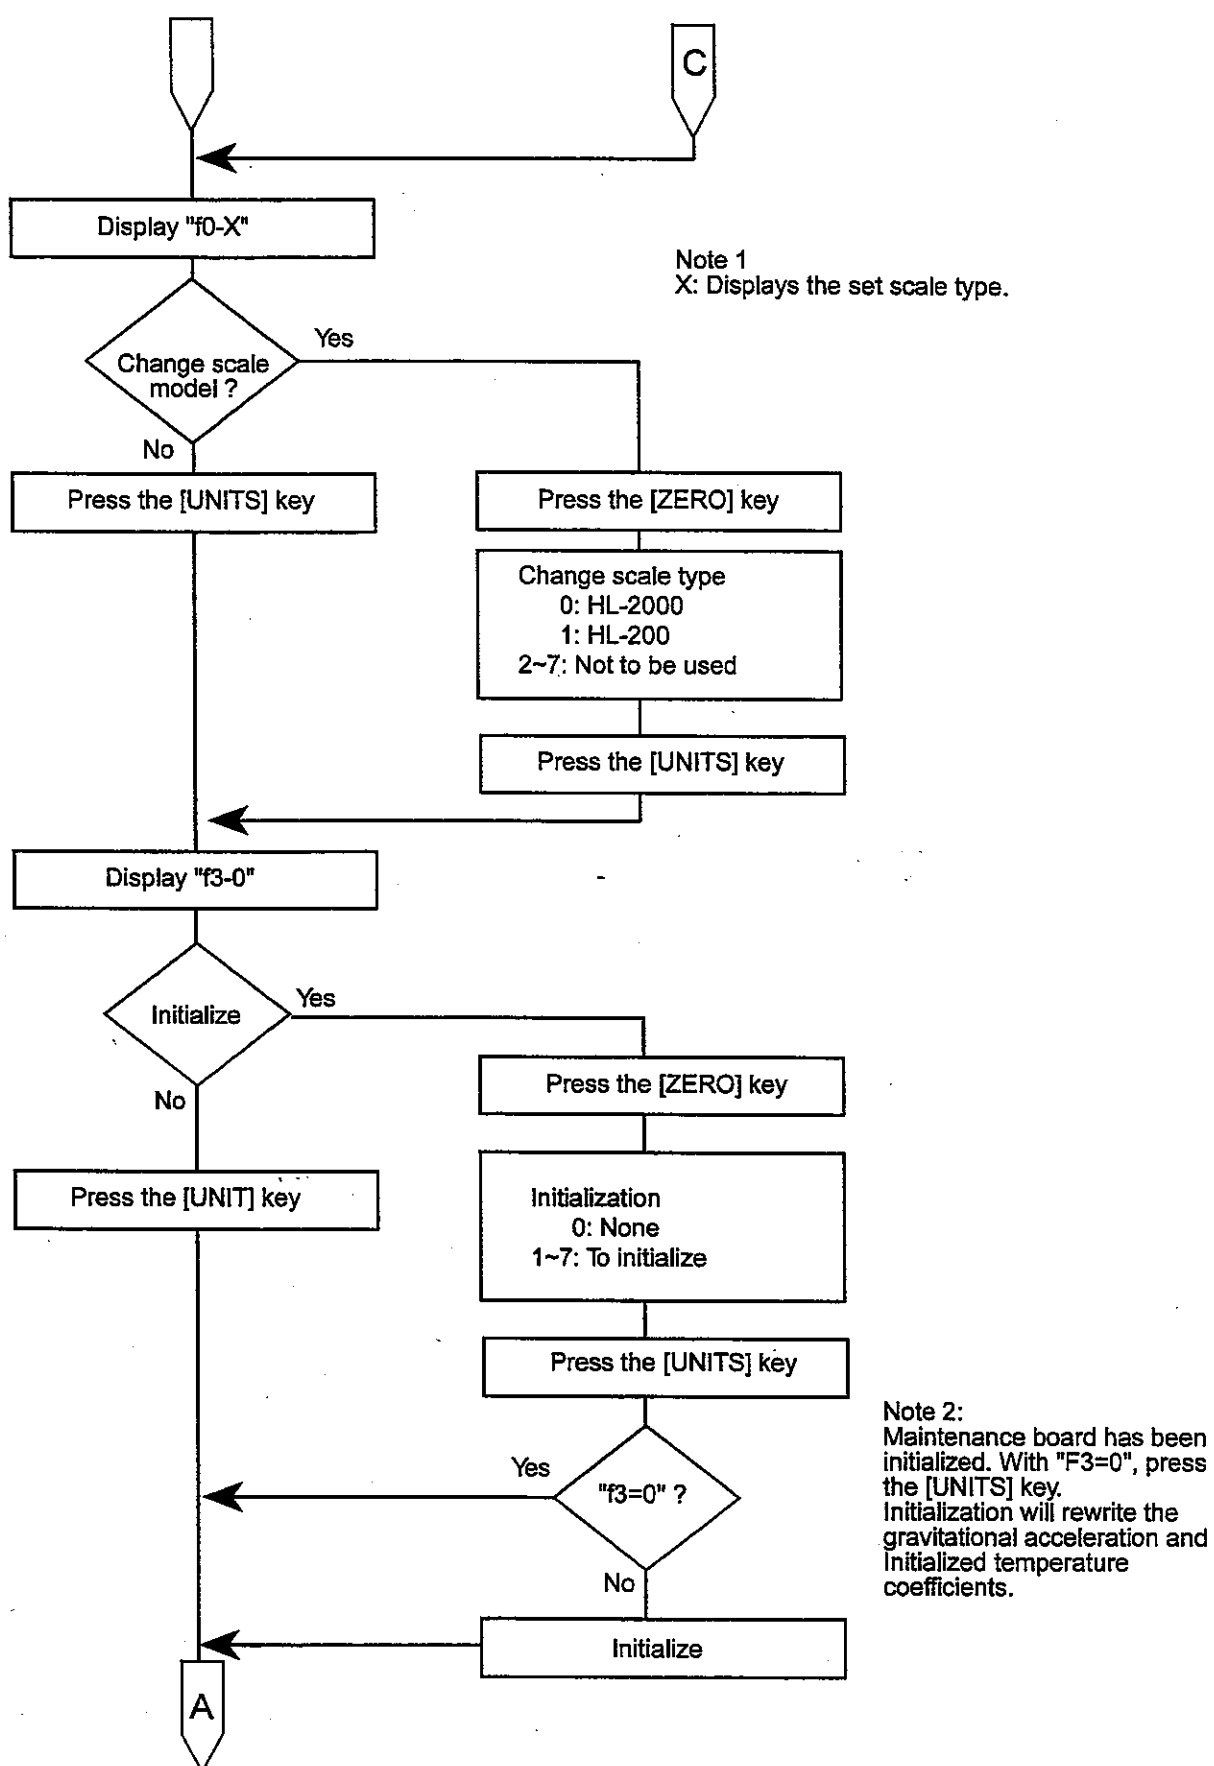 C
Display "f0-X"
Note 1
X: Displays the set scale type.
Yes
Change scale
model ?
No
Press the [UNITS] key
Press the [ZERO] key
Change scale type
0: HL-2000
1: HL-200
2~7: Not to be used
Press the [UNITS] key
Display "f3-0"
Initialize
Yes
No
Press the [ZERO] key
Press the [UNIT] key
Initialization
0: None
1~7: To initialize
Press the [UNITS] key
Note 2:
Maintenance board has been
initialized. With "F3=0", press
the [UNITS] key.
Initialization will rewrite the
gravitational acceleration and
Initialized temperature
coefficients.
Yes
"f3=0" ?
No
Initialize
A